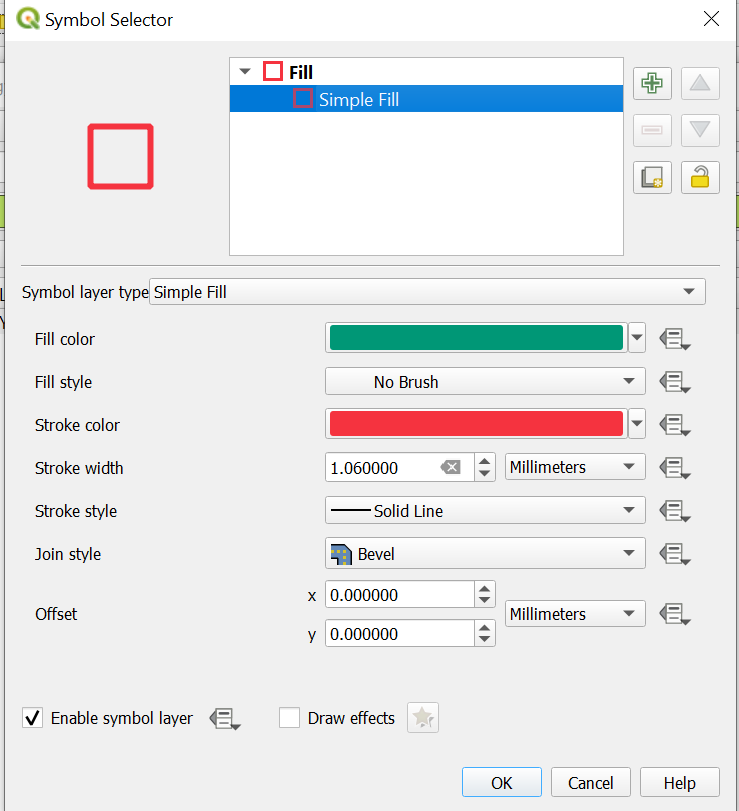 Symbol Selector
Fill
Simple Fill
Symbol layer type Simple Fill
Fill color
Fill style No Brush
Stroke color
Stroke width 1.060000 Millimeters
Stroke style Solid Line
Join style Bevel
x 0.000000
Offset Millimeters
y 0.000000
Enable symbol layer Draw effects
OK Cancel Help